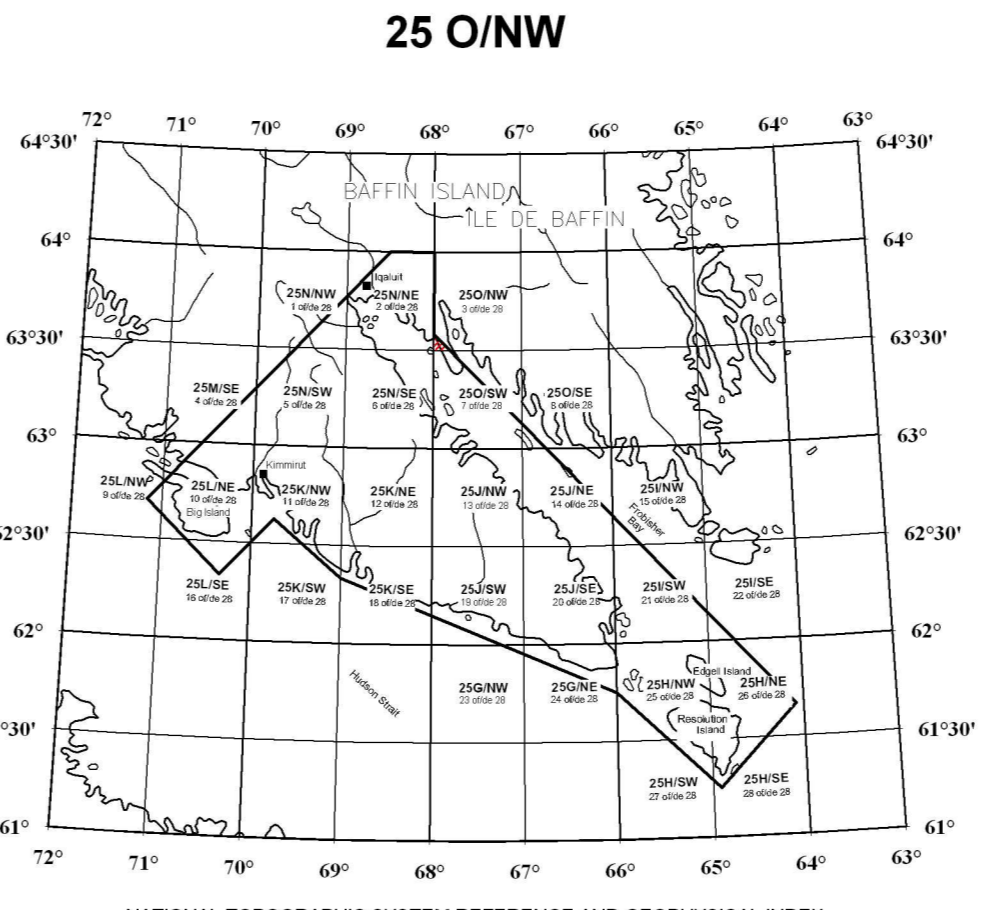 25 O/NW
72° 71° 70° 69° 68° 67° 66° 65° 64° 63°
64°30' 64°30'
BAFFIN ISLAND
ÎLE DE BAFFIN
64° 64°
Iqaluit
25N/NW 25N/NE 25O/NW
1 of/de 28 2 of/de 28 3 of/de 28
63°30' 63°30'
25M/SE 25N/SW 25N/SE 25O/SW 25O/SE
4 of/de 28 5 of/de 28 6 of/de 28 7 of/de 28 8 of/de 28
63° 63°
Kimmirut
25L/NW 25L/NE 25K/NW 25K/NE 25J/NW 25J/NE 25I/NW
9 of/de 28 10 of/de 28 11 of/de 28 12 of/de 28 13 of/de 28 14 of/de 28 15 of/de 28
Big Island
Frobisher
Bay
2°30' 62°30'
25L/SE 25K/SW 25K/SE 25J/SW 25J/SE 25I/SW 25I/SE
16 of/de 28 17 of/de 28 18 of/de 28 19 of/de 28 20 of/de 28 21 of/de 28 22 of/de 28
62° 62°
Hudson Strait
Edgell Island
25G/NW 25G/NE 25H/NW 25H/NE
23 of/de 28 24 of/de 28 25 of/de 28 26 of/de 28
Resolution
Island
°30' 61°30'
25H/SW 25H/SE
27 of/de 28 28 of/de 28
61° 61°
72° 71° 70° 69° 68° 67° 66° 65° 64° 63°
NATIONAL TOPOGRAPHIC SYSTEM REFERENCE AND GEOPHYSICAL INDEX